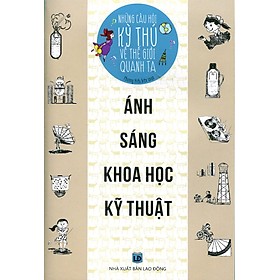 NHỮNG CÂU HỎI
KỲ THÚ
VỀ THẾ GIỚI
QUANH TA
ÁNH
SÁNG
KHOA HỌC
KỸ THUẬT
LĐ
NHÀ XUẤT BẢN LAO ĐỘNG